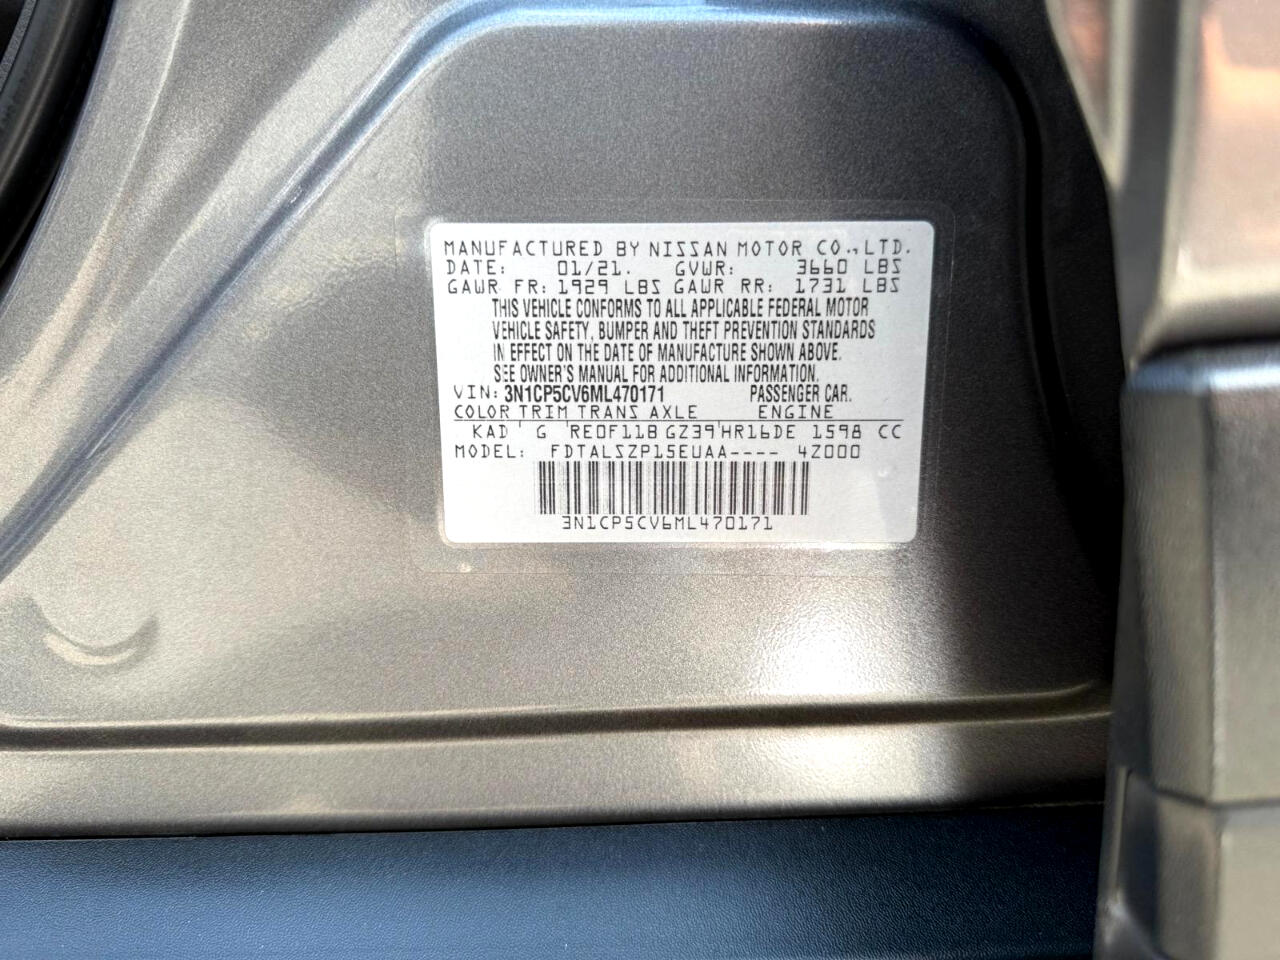 MANUFACTURED BY NISSAN MOTOR CO.,LTD.
DATE: 01/21. GVWR: 3660 LBS
GAWR FR: 1929 LBS GAWR RR: 1731 LBS
THIS VEHICLE CONFORMS TO ALL APPLICABLE FEDERAL MOTOR
VEHICLE SAFETY, BUMPER AND THEFT PREVENTION STANDARDS
IN EFFECT ON THE DATE OF MANUFACTURE SHOWN ABOVE.
SEE OWNER'S MANUAL FOR ADDITIONAL INFORMATION.
VIN: 3N1CP5CV6ML470171 PASSENGER CAR.
COLOR TRIM TRANS AXLE ENGINE
KAD G RE0F11B GZ39 HR16DE 1598 CC
MODEL: FDTALSZP15EUAA---- 4Z000
3N1CP5CV6ML470171